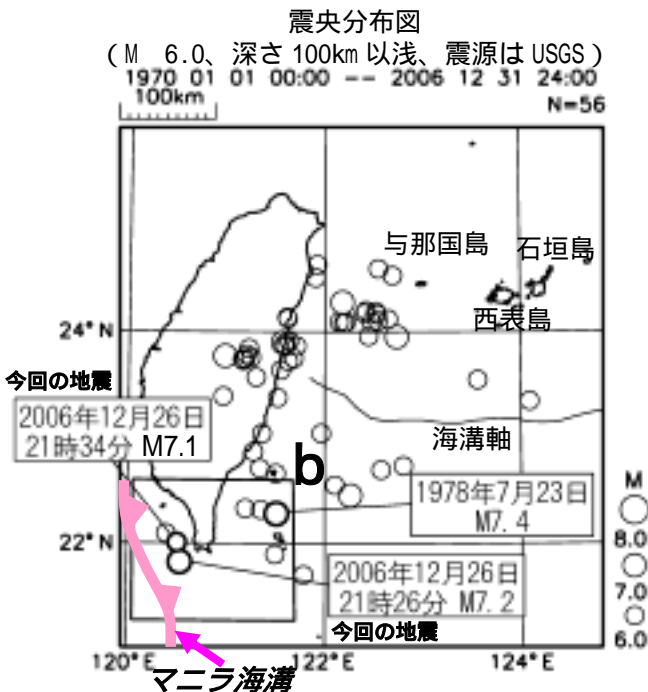 震央分布図
(M 6.0、深さ100km以浅、震源はUSGS)
1970 01 01 00:00 -- 2006 12 31 24:00
100km
N=56
与那国島
石垣島
西表島
24°N
今回の地震
2006年12月26日
21時34分 M7.1
海溝軸
b
1978年7月23日
M7.4
M
8.0
7.0
6.0
22°N
2006年12月26日
21時26分 M7.2
今回の地震
120°E
122°E
124°E
マニラ海溝